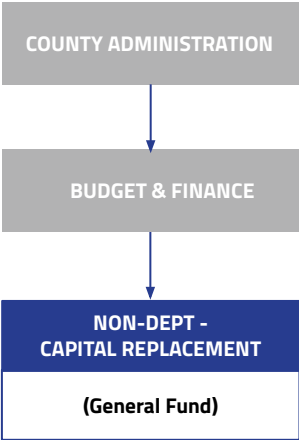 COUNTY ADMINISTRATION
BUDGET & FINANCE
NON-DEPT -
CAPITAL REPLACEMENT
(General Fund)